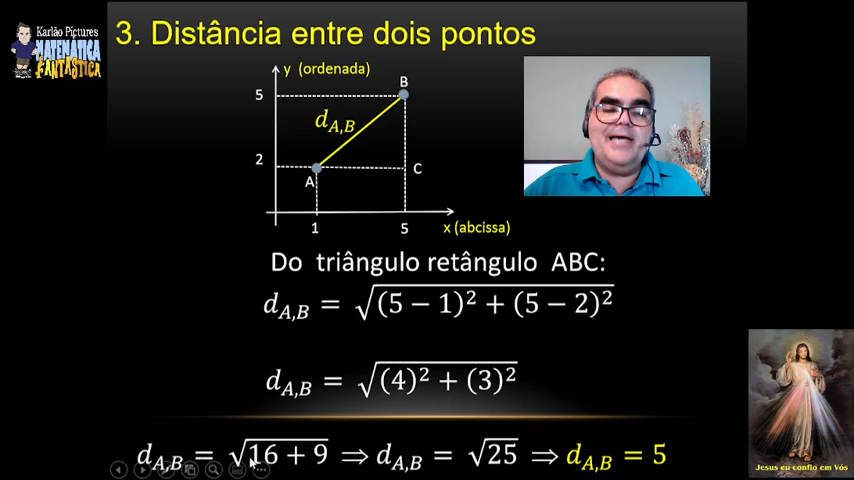 Karlão Pictures
MATEMÁTICA
FANTÁSTICA
3. Distância entre dois pontos
y (ordenada)
B
5
d_{A,B}
2
A
C
1
5
x (abcissa)
Do triângulo retângulo ABC:
d_{A,B} = √((5 − 1)² + (5 − 2)²)
d_{A,B} = √((4)² + (3)²)
d_{A,B} = √(16 + 9) ⇒ d_{A,B} = √25 ⇒ d_{A,B} = 5
Jesus eu confio em Vós